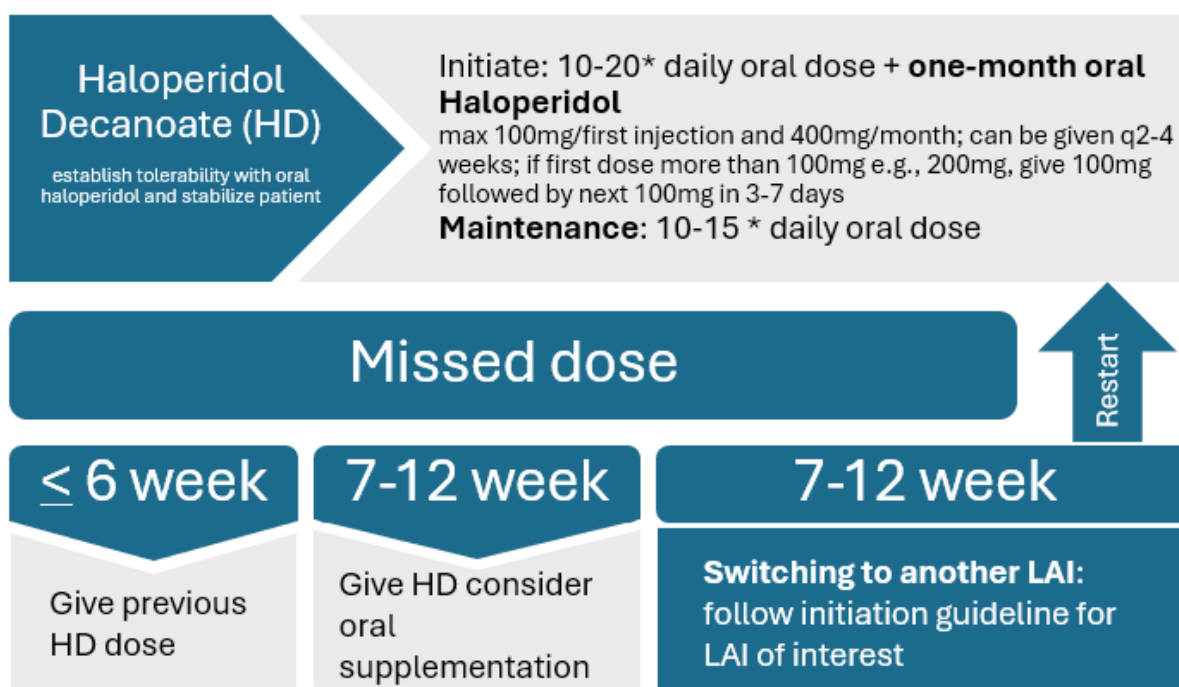 Haloperidol
Decanoate (HD)
establish tolerability with oral
haloperidol and stabilize patient
Initiate: 10-20* daily oral dose + one-month oral
Haloperidol
max 100mg/first injection and 400mg/month; can be given q2-4
weeks; if first dose more than 100mg e.g., 200mg, give 100mg
followed by next 100mg in 3-7 days
Maintenance: 10-15 * daily oral dose
Missed dose
Restart
≤ 6 week
Give previous
HD dose
7-12 week
Give HD consider
oral
supplementation
7-12 week
Switching to another LAI:
follow initiation guideline for
LAI of interest